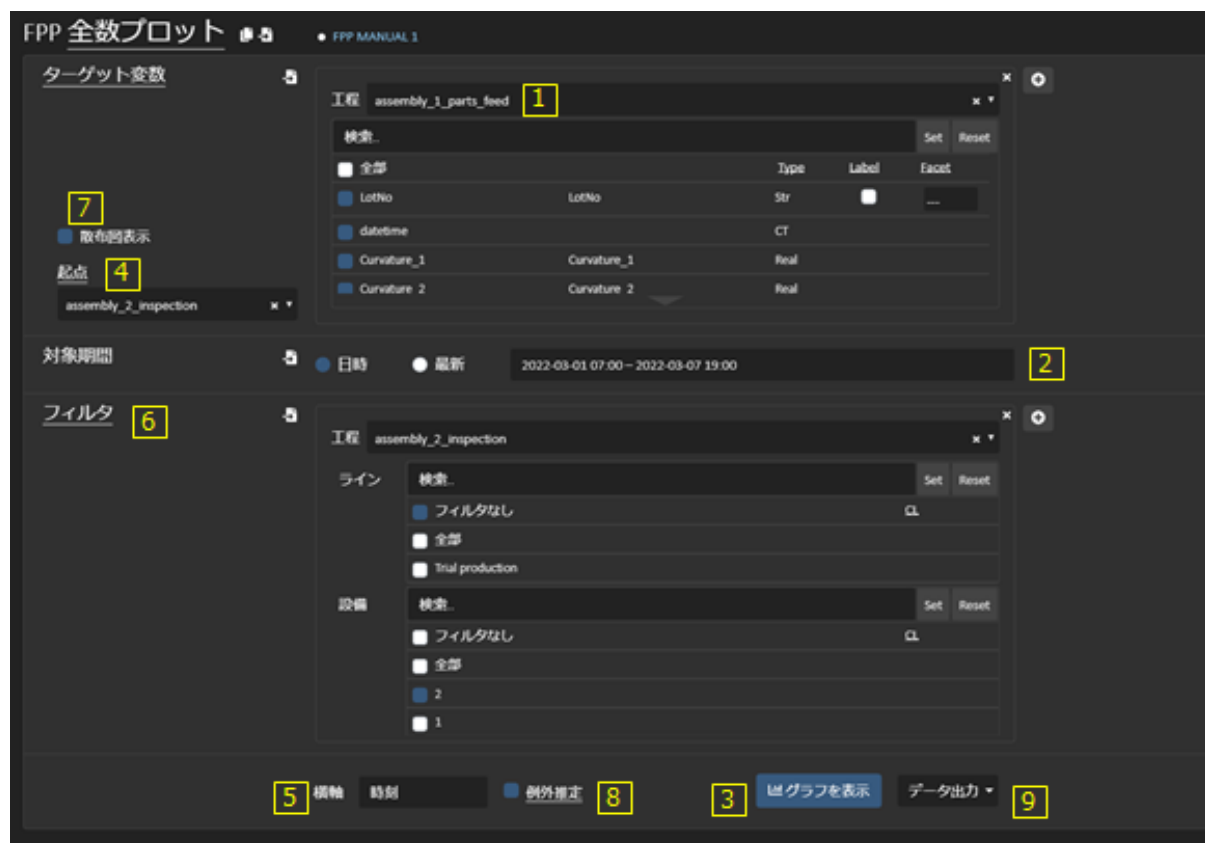 FPP 全数プロット FPP MANUAL 1
ターゲット変数
工程 assembly_1_parts_feed 1
検索... Set Reset
全部 Type Label Facet
LotNo LotNo Str ---
7
散布図表示
datetime CT
Curvature_1 Curvature_1 Real
起点 4
Curvature_2 Curvature_2 Real
assembly_2_inspection
対象期間 日時 最新 2022-03-01 07:00 – 2022-03-07 19:00 2
フィルタ 6
工程 assembly_2_inspection
ライン 検索... Set Reset
フィルタなし CL
全部
Trial production
設備 検索... Set Reset
フィルタなし CL
全部
2
1
5 横軸 時刻 例外推定 8 3 グラフを表示 データ出力 9